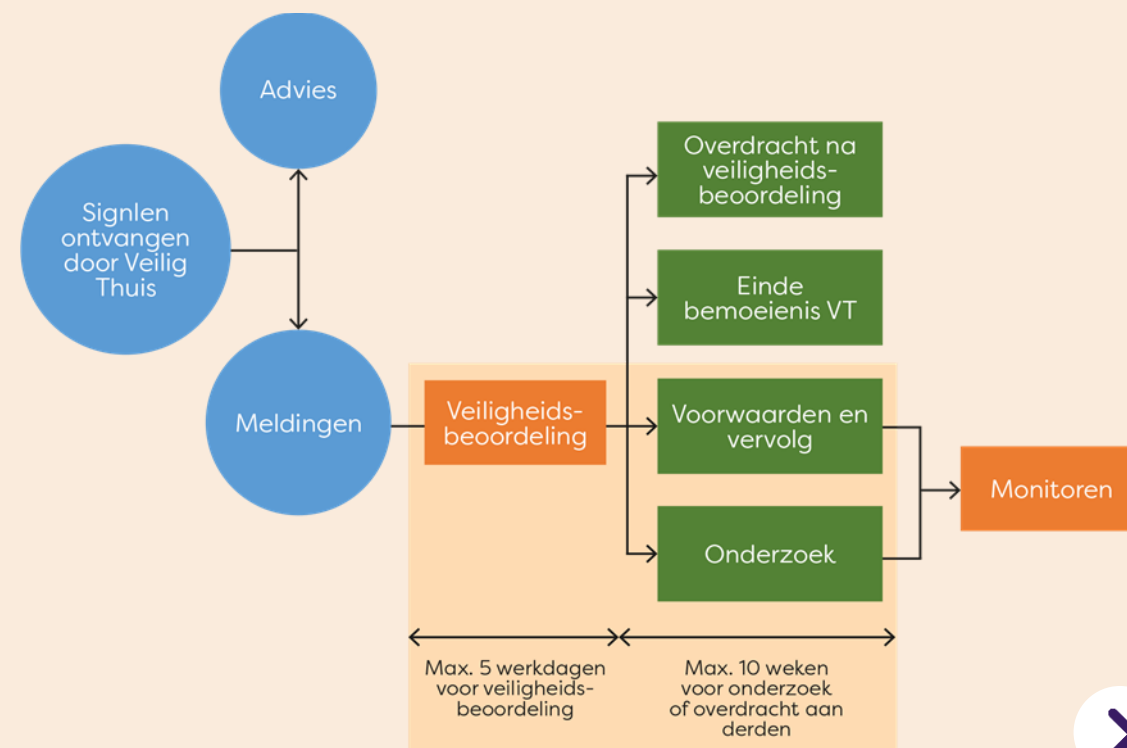 Advies
Signlen
ontvangen
door Veilig
Thuis
Meldingen
Veiligheids-
beoordeling
Overdracht na
veiligheids-
beoordeling
Einde
bemoeienis VT
Voorwaarden en
vervolg
Onderzoek
Monitoren
Max. 5 werkdagen
voor veiligheids-
beoordeling
Max. 10 weken
voor onderzoek
of overdracht aan
derden